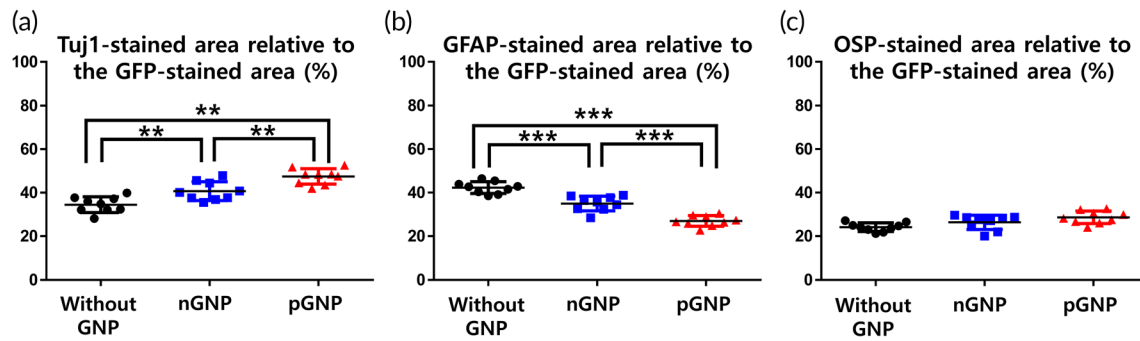 (a)
Tuj1-stained area relative to
the GFP-stained area (%)
100
80
60
40
20
0
**
**
**
Without
GNP
nGNP
pGNP
(b)
GFAP-stained area relative to
the GFP-stained area (%)
100
80
60
40
20
0
***
***
***
Without
GNP
nGNP
pGNP
(c)
OSP-stained area relative to
the GFP-stained area (%)
100
80
60
40
20
0
Without
GNP
nGNP
pGNP